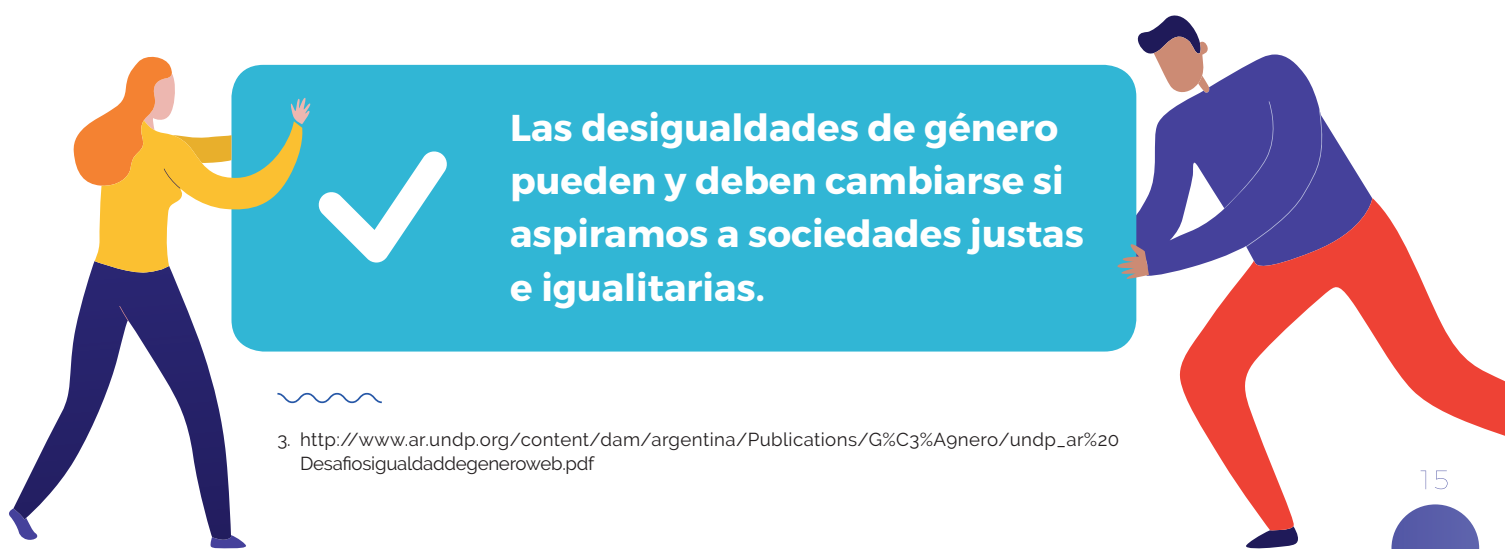 Las desigualdades de género
pueden y deben cambiarse si
aspiramos a sociedades justas
e igualitarias.
3. http://www.ar.undp.org/content/dam/argentina/Publications/G%C3%A9nero/undp_ar%20
Desafiosigualdaddegeneroweb.pdf
15